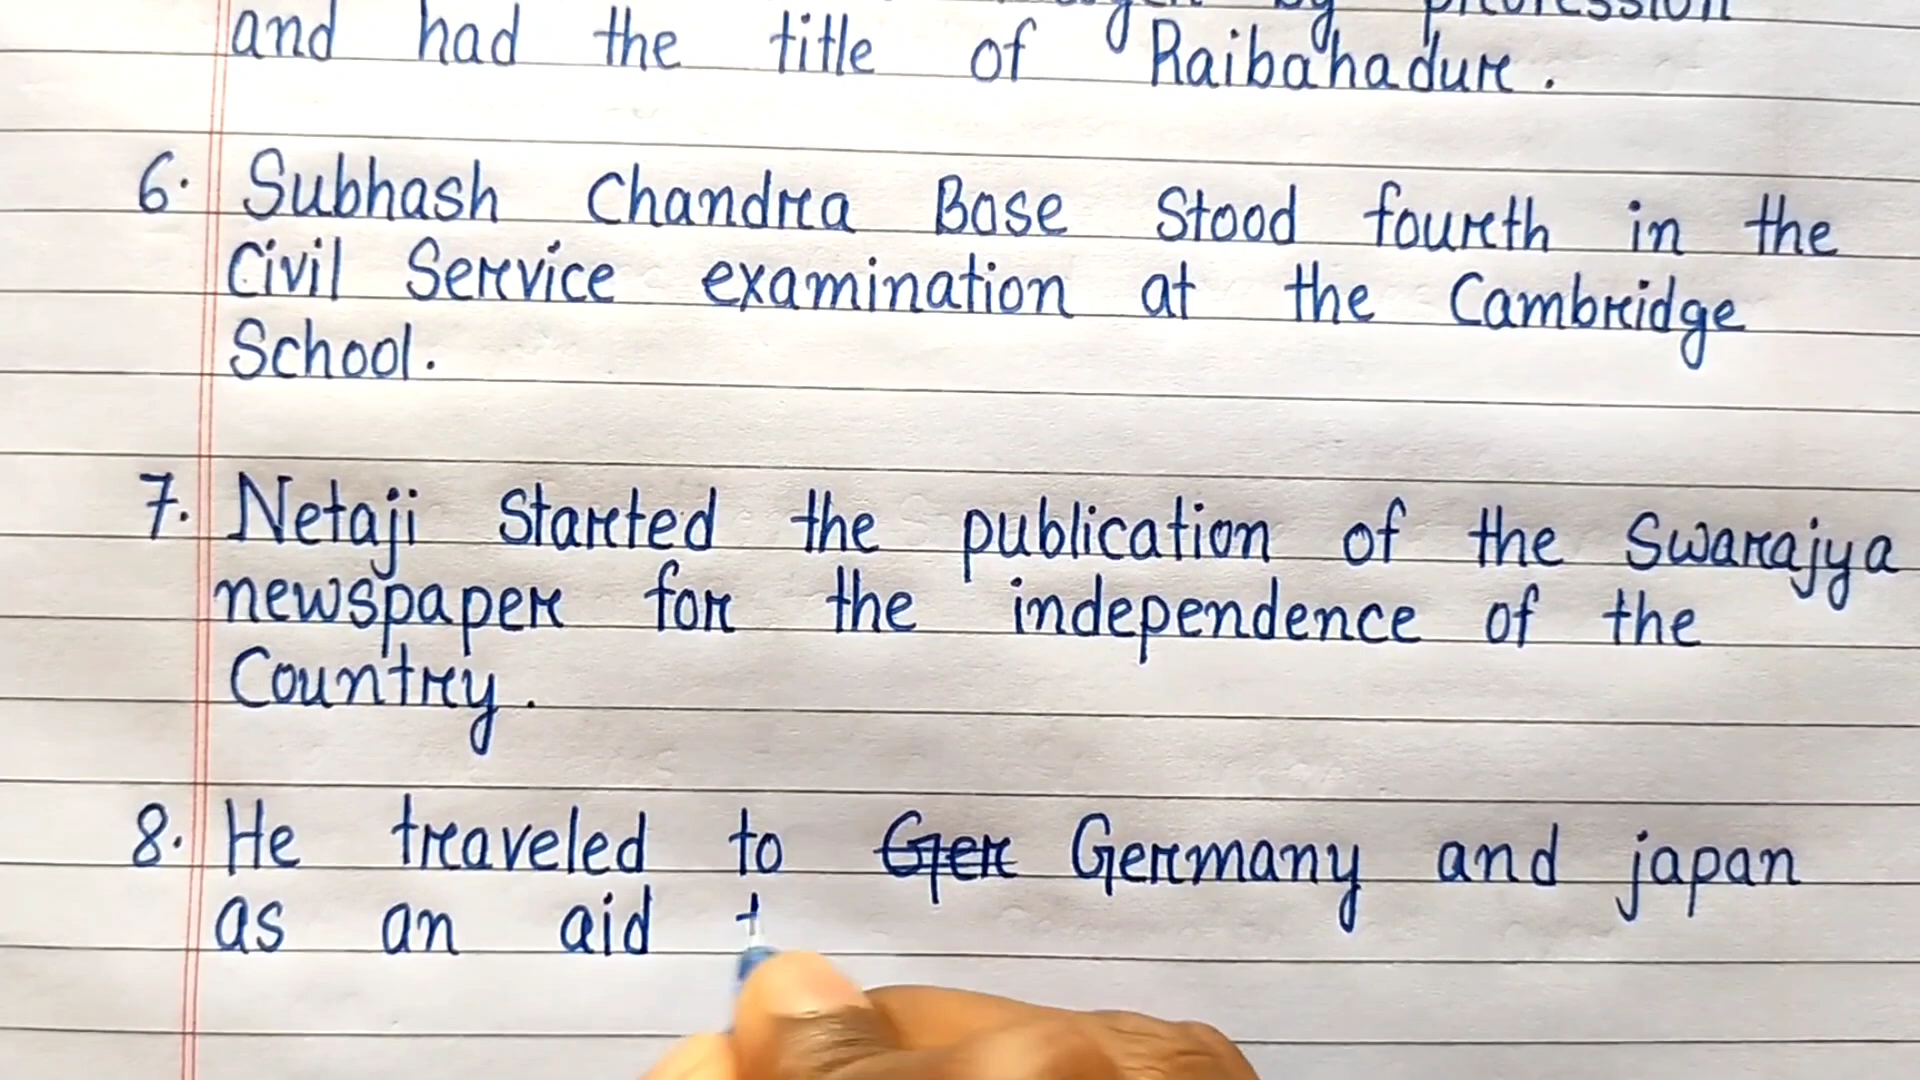 by profession
and had the title of Raibahadur.
6. Subhash Chandra Bose Stood fourth in the
Civil Service examination at the Cambridge
School.
7. Netaji Started the publication of the Swarajya
newspaper for the independence of the
Country.
8. He traveled to Ger Germany and japan
as an aid t